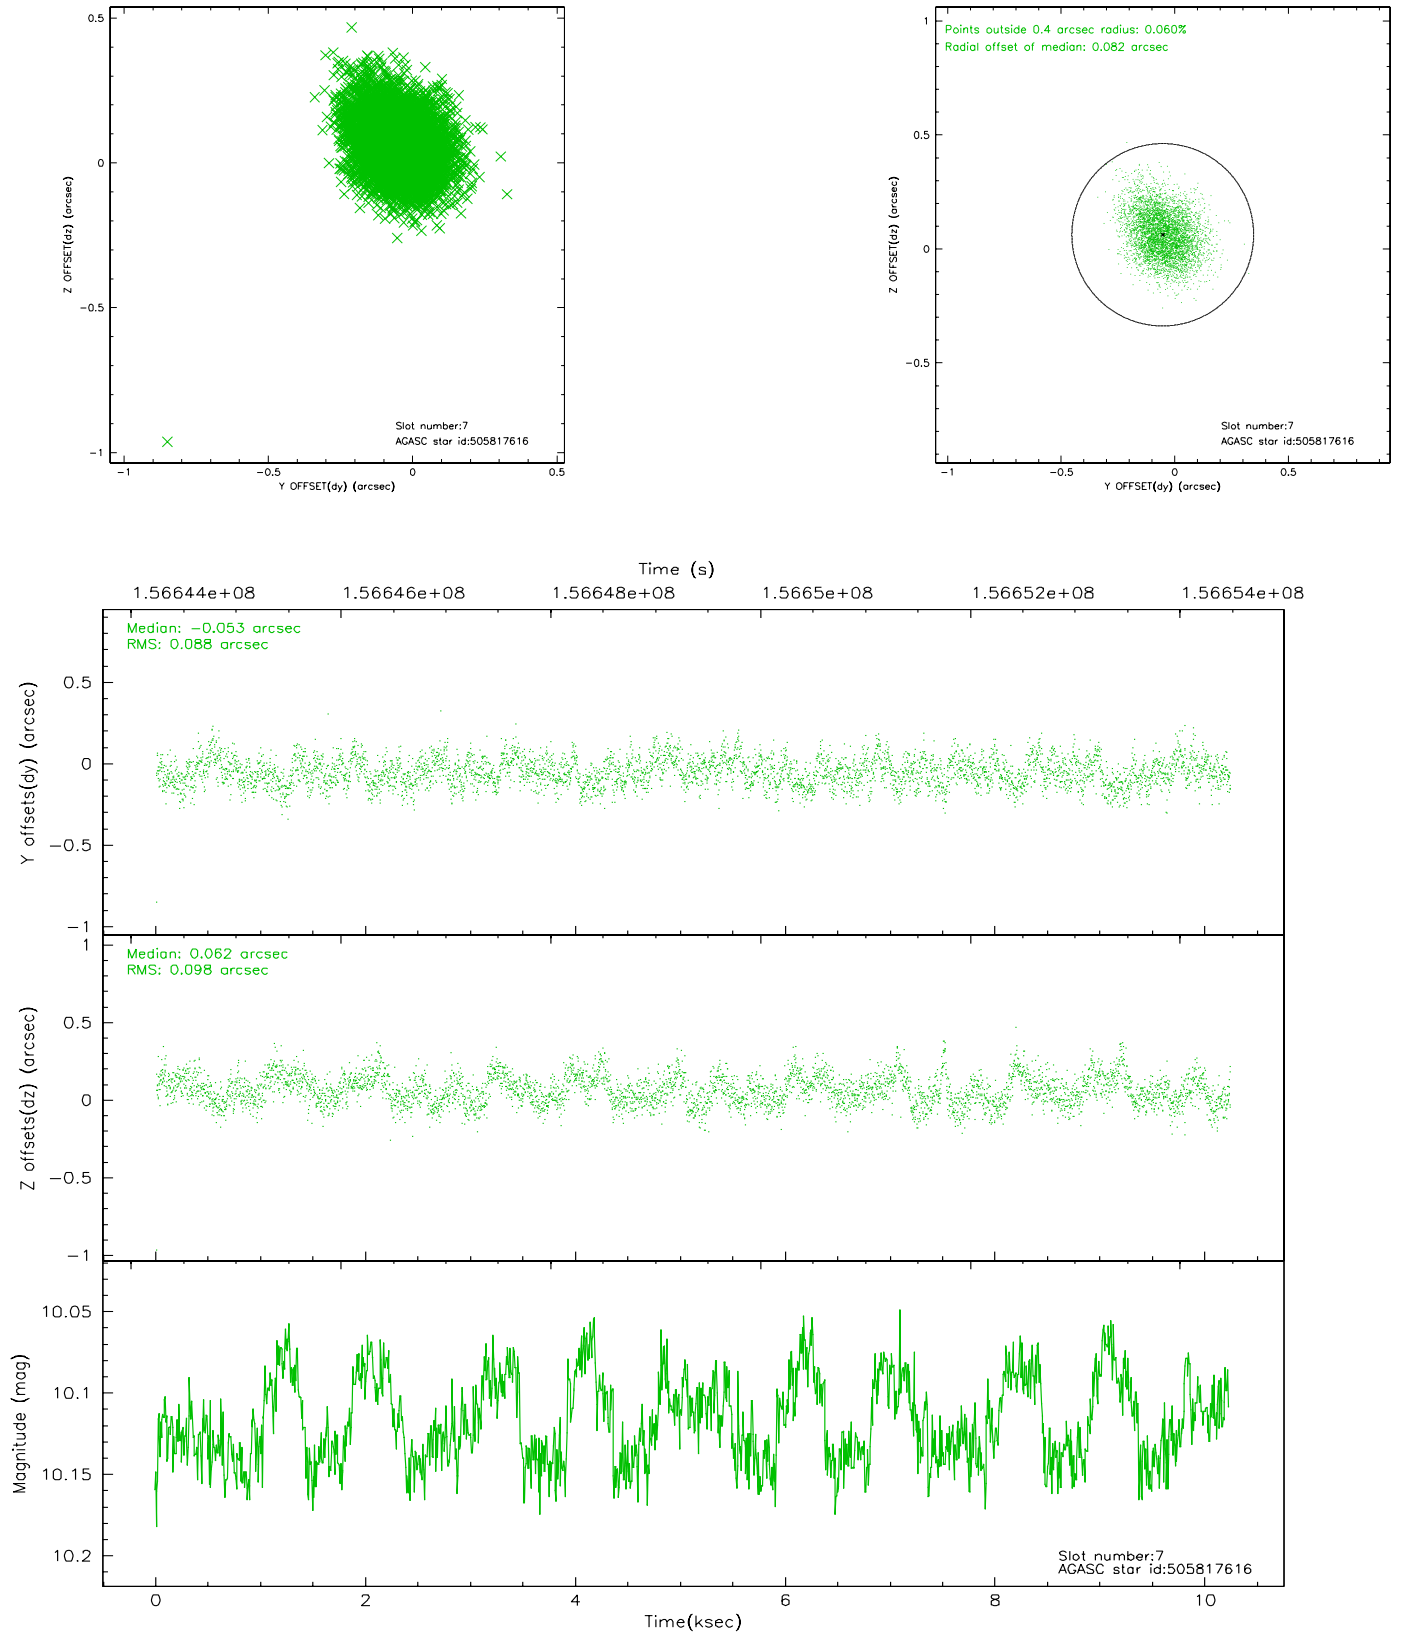 0.5
0
-0.5
-1
-1
-0.5
0
0.5
Z OFFSET(dz) (arcsec)
Y OFFSET(dy) (arcsec)
Slot number:7
AGASC star id:505817616
Points outside 0.4 arcsec radius: 0.060%
Radial offset of median: 0.082 arcsec
1
0.5
0
-0.5
-1
-0.5
0
0.5
Z OFFSET(dz) (arcsec)
Y OFFSET(dy) (arcsec)
Slot number:7
AGASC star id:505817616
Time (s)
1.56644e+08 1.56646e+08 1.56648e+08 1.5665e+08 1.56652e+08 1.56654e+08
Median: -0.053 arcsec
RMS: 0.088 arcsec
0.5
0
-0.5
-1
Y offsets(dy) (arcsec)
Median: 0.062 arcsec
RMS: 0.098 arcsec
1
0.5
0
-0.5
-1
Z offsets(dz) (arcsec)
10.05
10.1
10.15
10.2
Magnitude (mag)
Slot number:7
AGASC star id:505817616
0 2 4 6 8 10
Time(ksec)